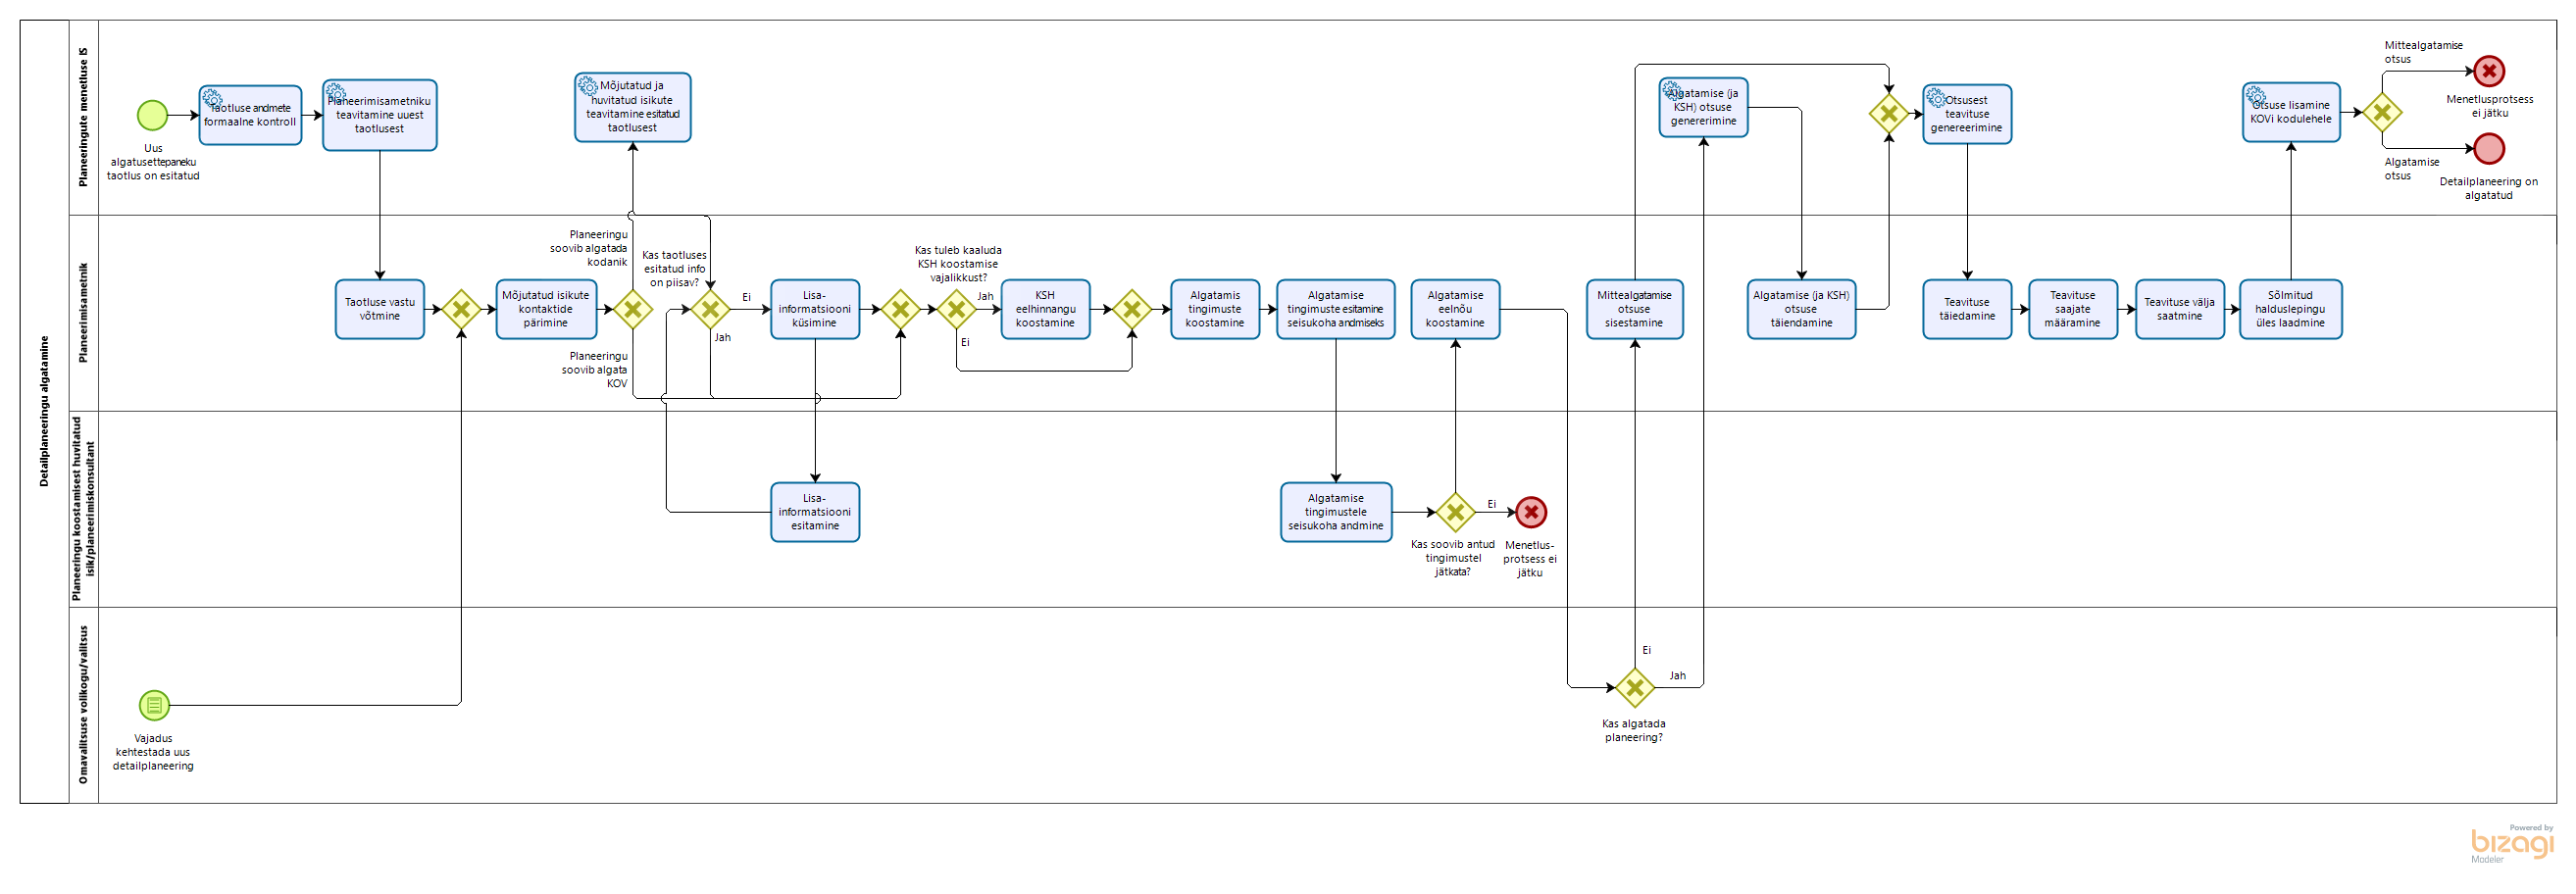 Detailplaneeringu algatamine
Planeeringute menetluse IS
Uus
algatusettepaneku
taotlus on esitatud
Taotluse andmete
formaalne kontroll
Planeerimisametniku
teavitamine uuest
taotlusest
Mõjutatud ja
huvitatud isikute
teavitamine esitatud
taotlusest
Algatamise (ja
KSH) otsuse
genererimine
Otsusest
teavituse
genereerimine
Otsuse lisamine
KOVi kodulehele
Mittealgatamise
otsus
Menetlusprotsess
ei jätku
Algatamise
otsus
Detailplaneering on
algatatud
Planeerimisametnik
Taotluse vastu
võtmine
Mõjutatud isikute
kontaktide
pärimine
Planeeringu
soovib algatada
kodanik
Planeeringu
soovib algata
KOV
Kas taotluses
esitatud info
on piisav?
Ei
Jah
Lisa-
informatsiooni
küsimine
Kas tuleb kaaluda
KSH koostamise
vajalikkust?
Jah
Ei
KSH
eelhinnangu
koostamine
Algatamis
tingimuste
koostamine
Algatamise
tingimuste esitamine
seisukoha andmiseks
Algatamise
eelnõu
koostamine
Mittealgatamise
otsuse
sisestamine
Algatamise (ja KSH)
otsuse
täiendamine
Teavituse
täiedamine
Teavituse
saajate
määramine
Teavituse välja
saatmine
Sõlmitud
halduslepingu
üles laadmine
Planeeringu koostamisest huvitatud
isik/planeerimiskonsultant
Lisa-
informatsiooni
esitamine
Algatamise
tingimustele
seisukoha andmine
Kas soovib antud
tingimustel
jätkata?
Ei
Menetlus-
protsess ei
jätku
Omavalitsuse volikogu/valitsus
Vajadus
kehtestada uus
detailplaneering
Ei
Jah
Kas algatada
planeering?
Powered by
bizagi
Modeler